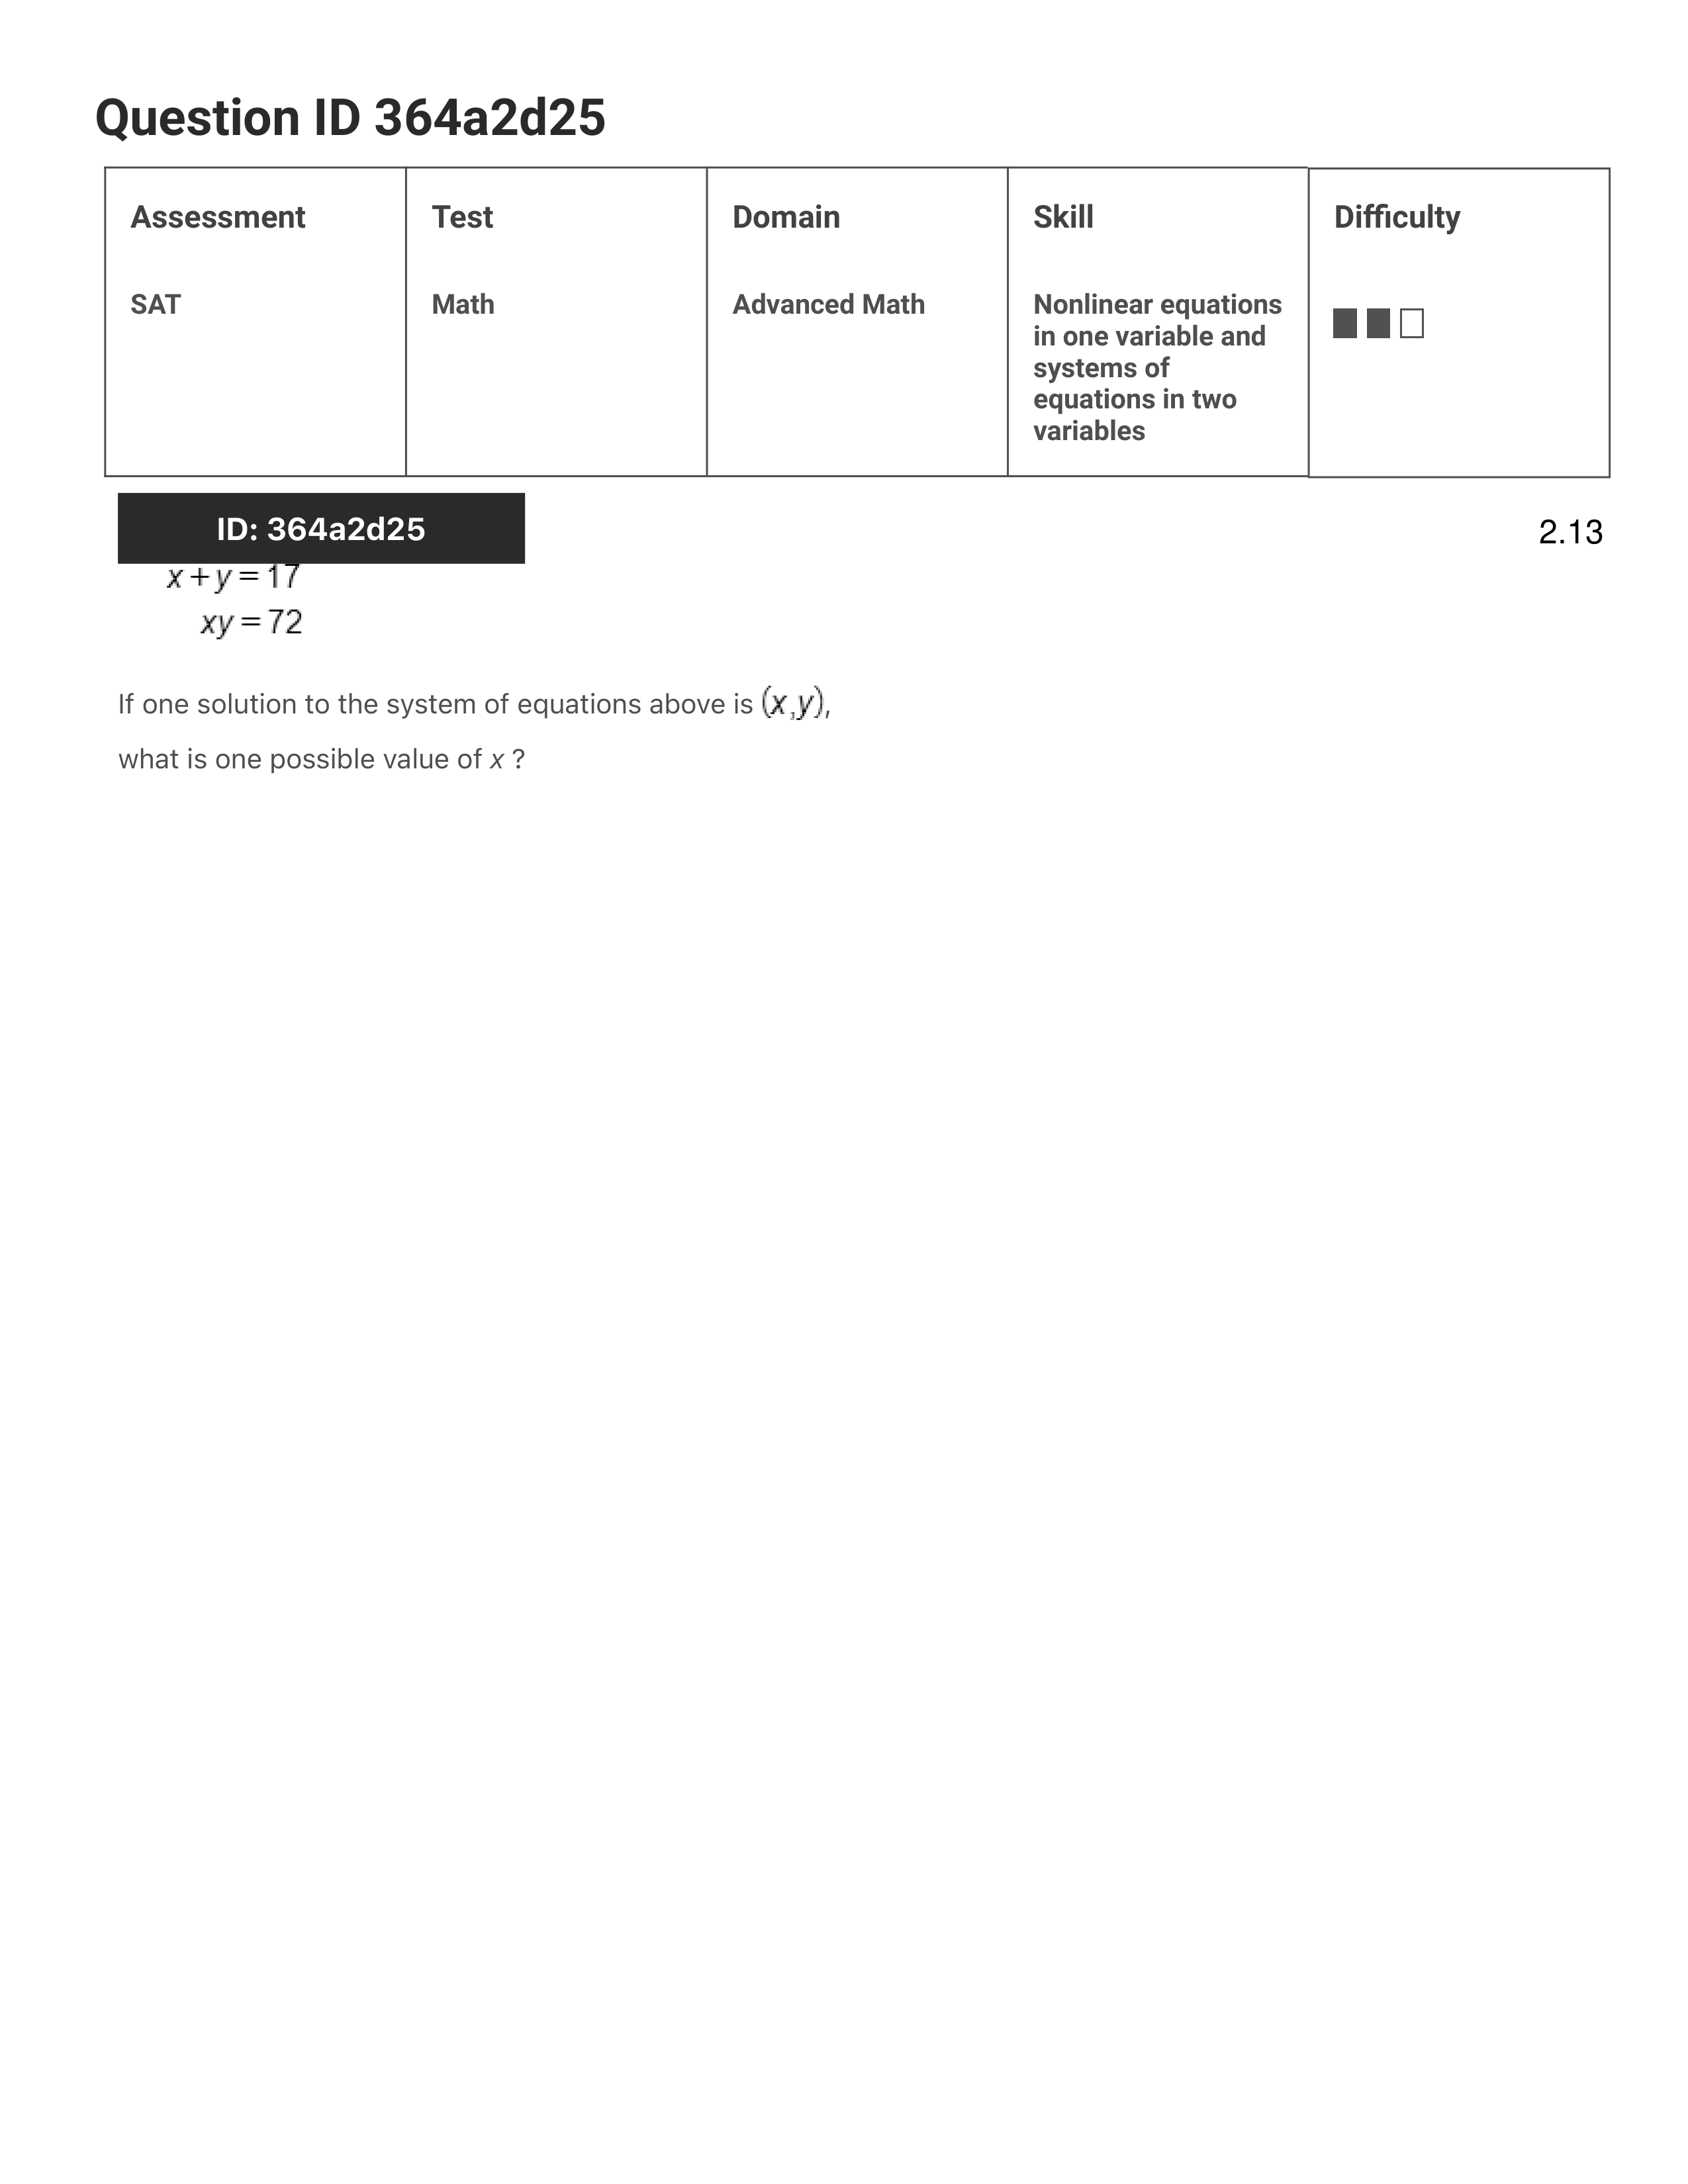 Question ID 364a2d25
Assessment
Test
Domain
Skill
Difficulty
SAT
Math
Advanced Math
Nonlinear equations
in one variable and
systems of
equations in two
variables
ID: 364a2d25
2.13
x + y = 17
xy = 72
If one solution to the system of equations above is (x,y),
what is one possible value of x ?